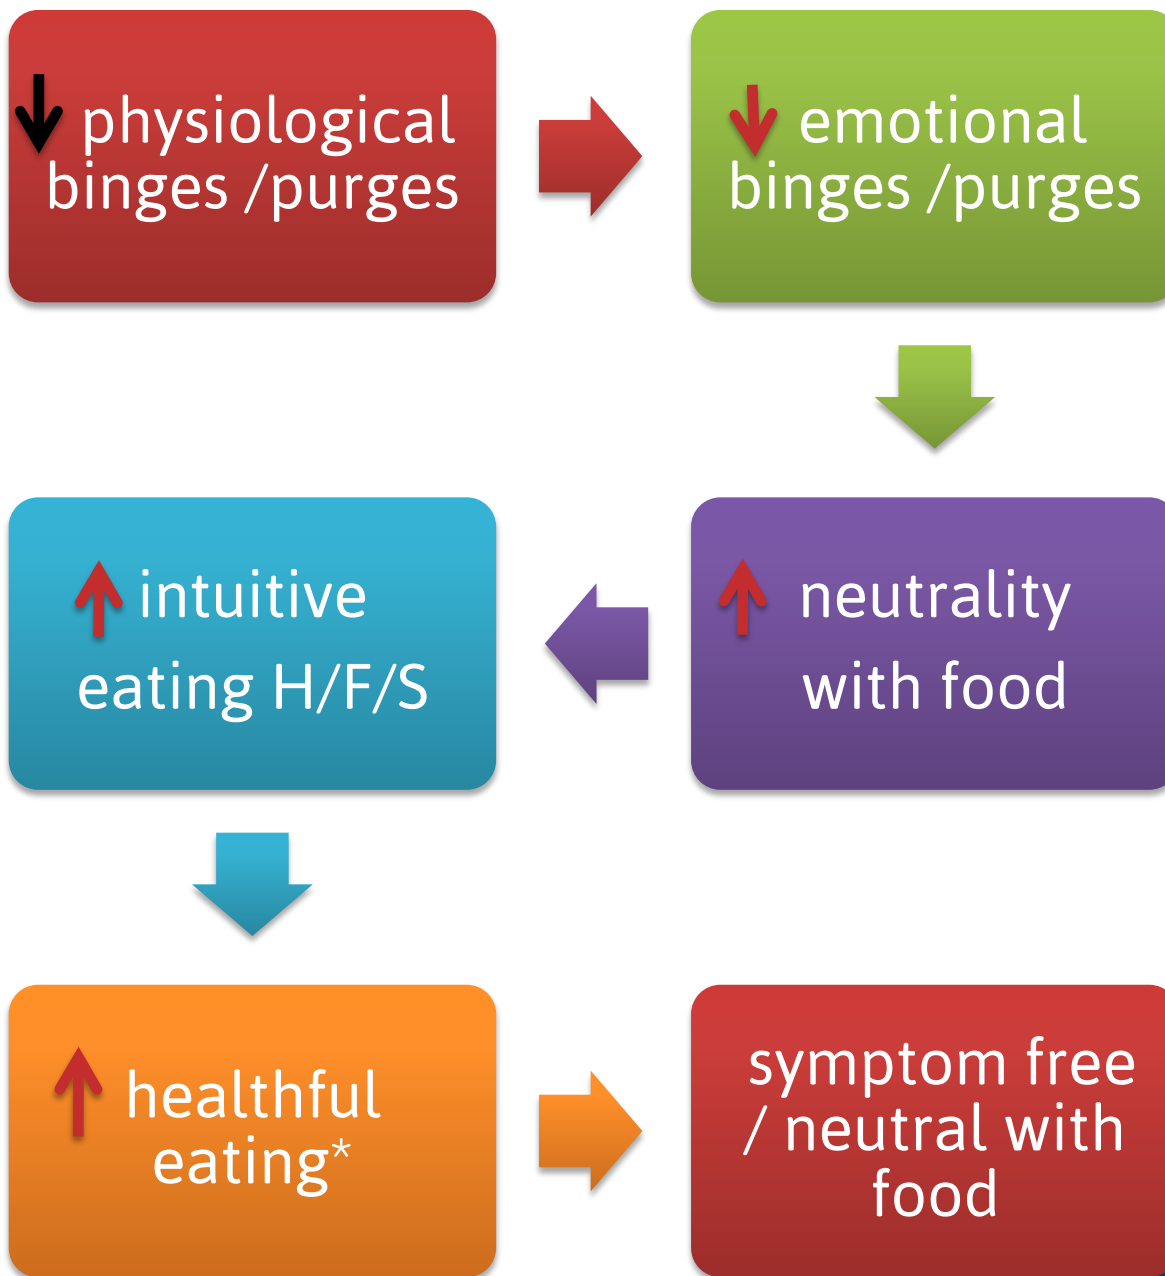 physiological
binges /purges
emotional
binges /purges
neutrality
with food
intuitive
eating H/F/S
healthful
eating*
symptom free
/ neutral with
food